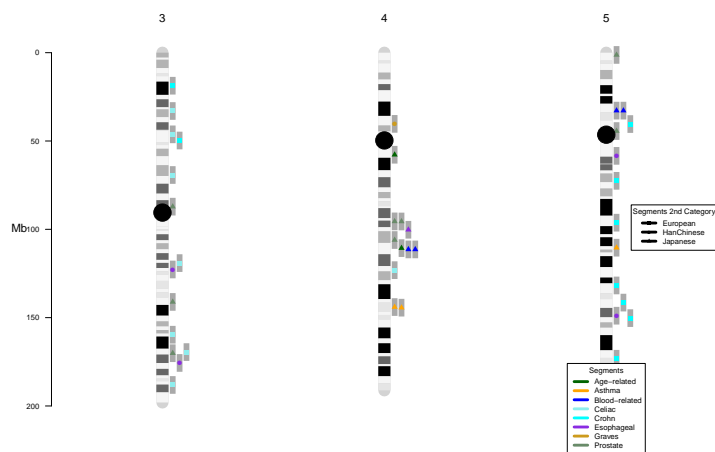 3 4 5
0
50
Mb 100
150
200
Segments 2nd Category
European
HanChinese
Japanese
Segments
Age−related
Asthma
Blood−related
Celiac
Crohn
Esophageal
Graves
Prostate